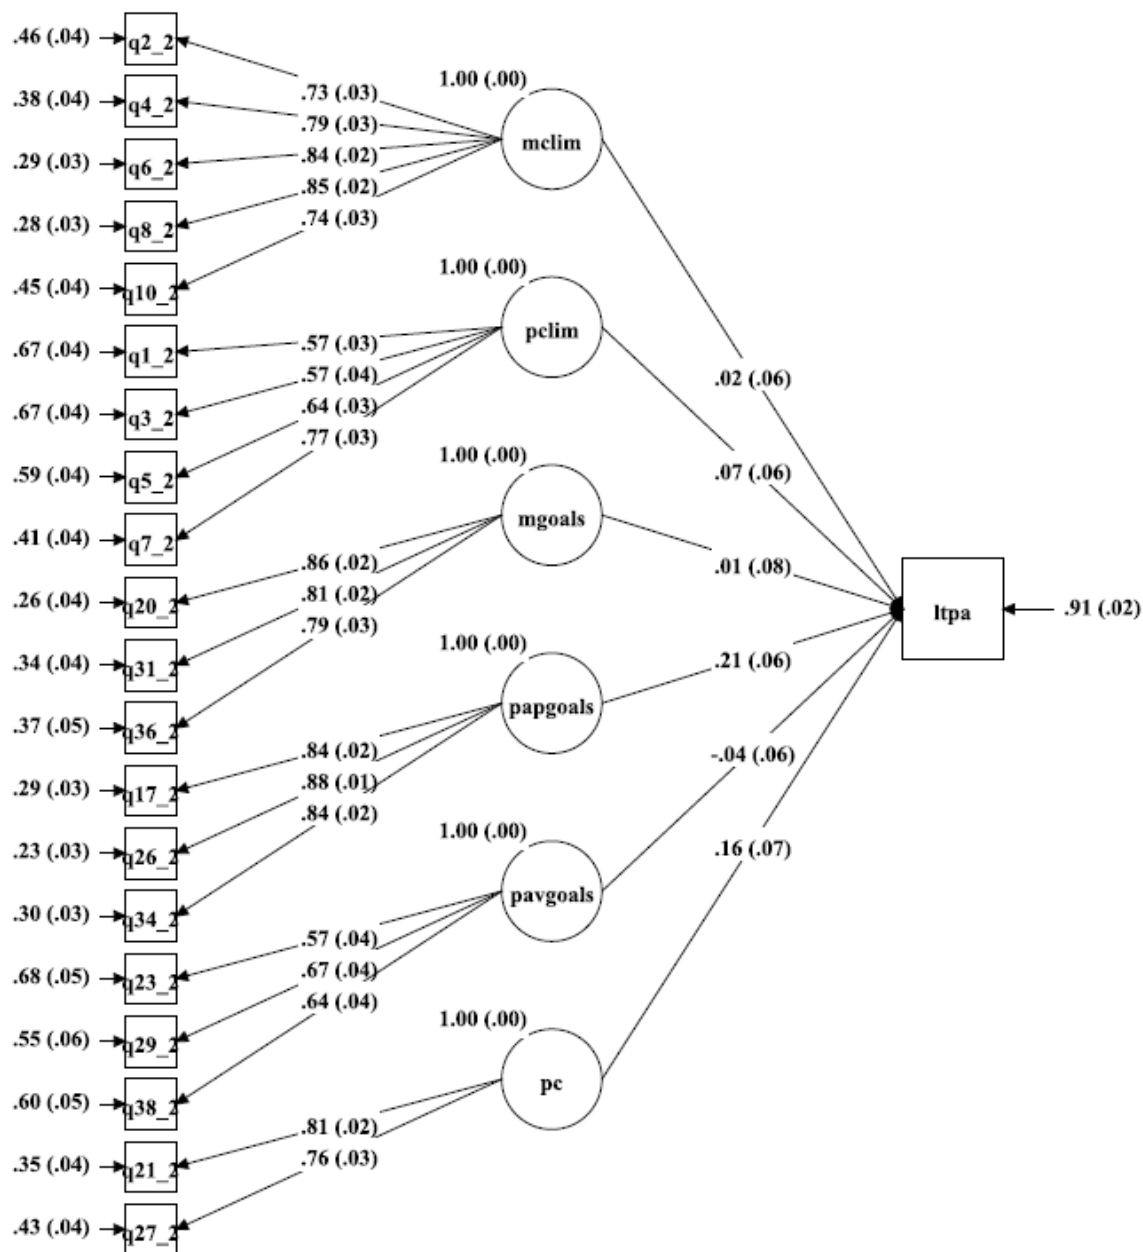 .46 (.04)
q2_2
.38 (.04)
q4_2
.29 (.03)
q6_2
.28 (.03)
q8_2
.45 (.04)
q10_2
.67 (.04)
q1_2
.67 (.04)
q3_2
.59 (.04)
q5_2
.41 (.04)
q7_2
.26 (.04)
q20_2
.34 (.04)
q31_2
.37 (.05)
q36_2
.29 (.03)
q17_2
.23 (.03)
q26_2
.30 (.03)
q34_2
.68 (.05)
q23_2
.55 (.06)
q29_2
.60 (.05)
q38_2
.35 (.04)
q21_2
.43 (.04)
q27_2
.73 (.03)
.79 (.03)
.84 (.02)
.85 (.02)
.74 (.03)
.57 (.03)
.57 (.04)
.64 (.03)
.77 (.03)
.86 (.02)
.81 (.02)
.79 (.03)
.84 (.02)
.88 (.01)
.84 (.02)
.57 (.04)
.67 (.04)
.64 (.04)
.81 (.02)
.76 (.03)
1.00 (.00)
mclim
1.00 (.00)
pclim
1.00 (.00)
mgoals
1.00 (.00)
papgoals
1.00 (.00)
pavgoals
1.00 (.00)
pc
.02 (.06)
.07 (.06)
.01 (.08)
.21 (.06)
-.04 (.06)
.16 (.07)
ltpa
.91 (.02)